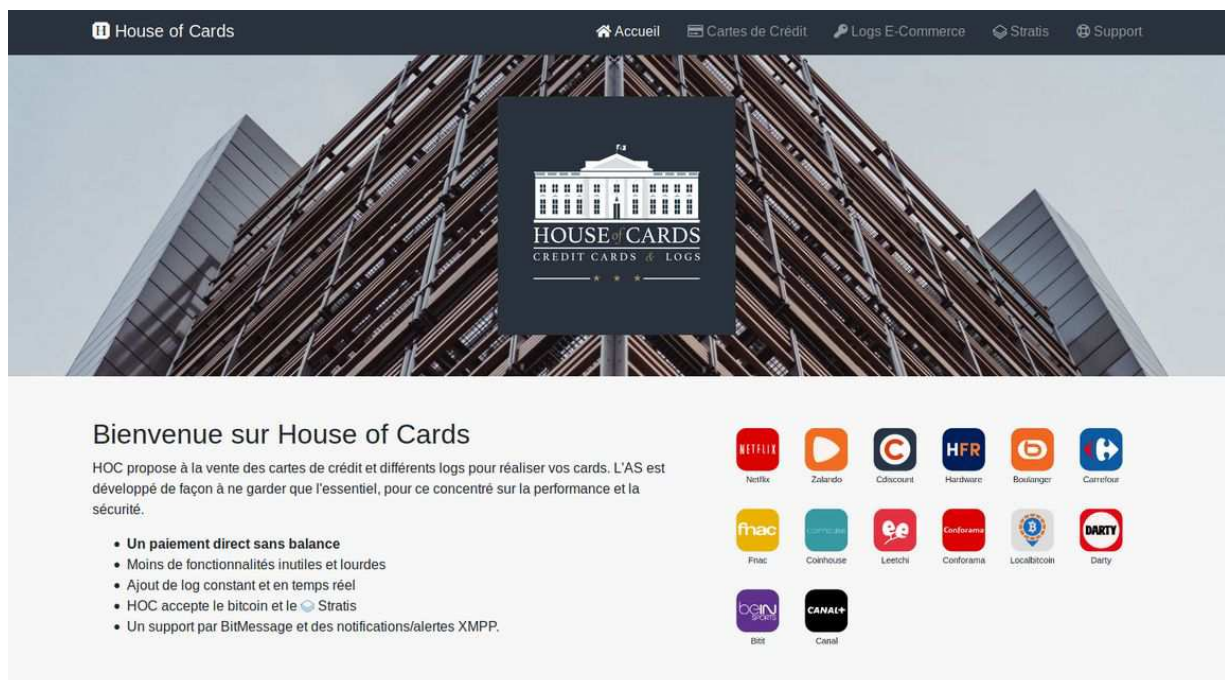 H House of Cards
Accueil
Cartes de Crédit
Logs E-Commerce
Stratis
Support
HOUSE of CARDS
CREDIT CARDS & LOGS
Bienvenue sur House of Cards
HOC propose à la vente des cartes de crédit et différents logs pour réaliser vos cards. L'AS est
développé de façon à ne garder que l'essentiel, pour ce concentré sur la performance et la
sécurité.
• Un paiement direct sans balance
• Moins de fonctionnalités inutiles et lourdes
• Ajout de log constant et en temps réel
• HOC accepte le bitcoin et le Stratis
• Un support par BitMessage et des notifications/alertes XMPP.
NETFLIX
C
HFR
b
Netflix
Zalando
Cdiscount
Hardware
Boulanger
Carrefour
fnac
ee
Conforama
B
DARTY
Fnac
Coinhouse
Leetchi
Conforama
Localbitcoin
Darty
beIN
SPORTS
CANAL+
Bitit
Canal